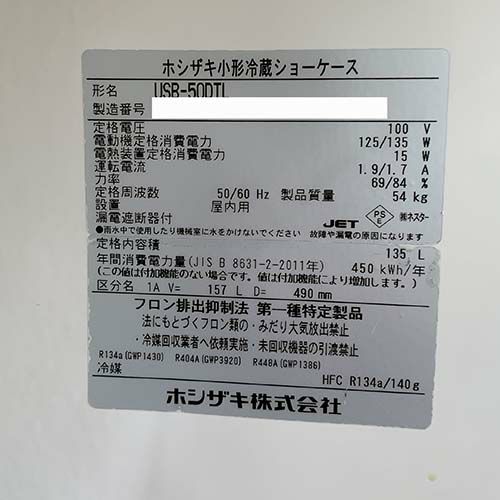 ホシザキ小形冷蔵ショーケース
形名 USB-50DTL
製造番号
定格電圧 100 V
電動機定格消費電力 125/135 W
電熱装置定格消費電力 15 W
運転電流 1.9/1.7 A
力率 69/84 %
定格周波数 50/60 Hz 製品質量 54 kg
設置 屋内用
漏電遮断器付 JET PSE ㈱ネスター
●雨水中で使用したり機械室に水をかけないでください 故障や漏電の原因になります
定格内容積 135 L
年間消費電力量(JIS B 8631-2-2011年) 450 kWh/年
(この値は付加機能のない場合です。値は付加機能により増加します。)
区分名 1A V= 157 L D= 490 mm
フロン排出抑制法 第一種特定製品
法にもとづくフロン類の・みだり大気放出禁止
・冷媒回収業者へ依頼実施・未回収機器の引渡禁止
R134a(GWP1430) R404A(GWP3920) R448A(GWP1386)
冷媒 HFC R134a/140g
ホシザキ株式会社